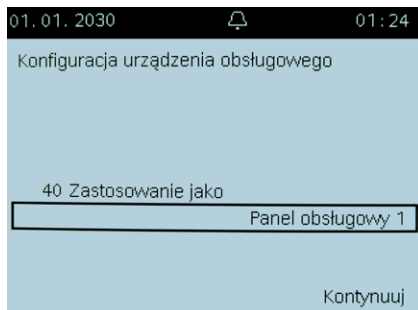 01.01.2030 01:24
Konfiguracja urządzenia obsługowego
40 Zastosowanie jako
Panel obsługowy 1
Kontynuuj